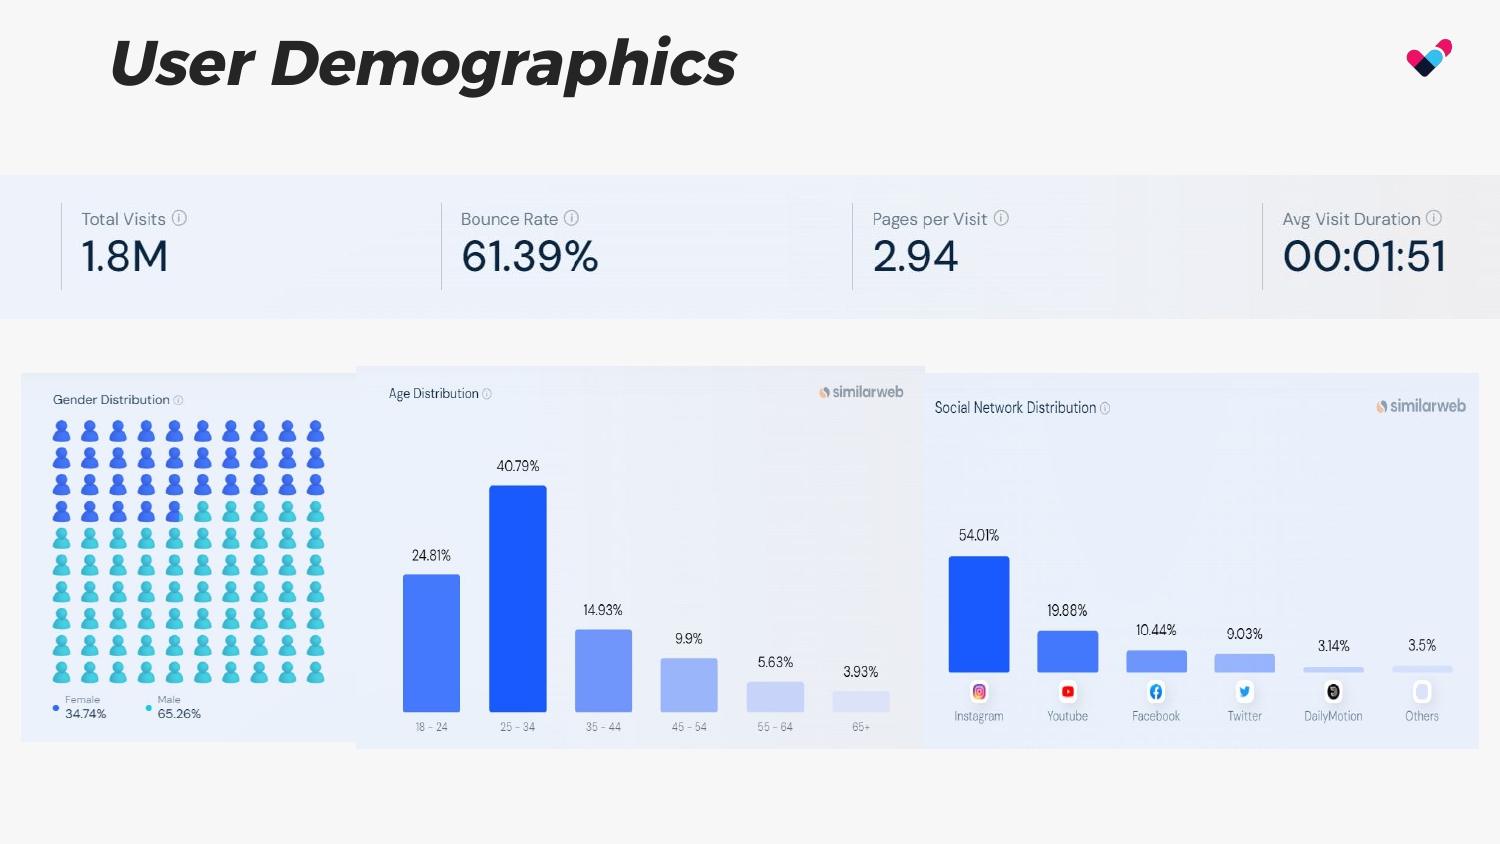 User Demographics
Total Visits
1.8M
Bounce Rate
61.39%
Pages per Visit
2.94
Avg Visit Duration
00:01:51
Gender Distribution
Female
34.74%
Male
65.26%
Age Distribution
similarweb
24.81%
40.79%
14.93%
9.9%
5.63%
3.93%
18 - 24
25 - 34
35 - 44
45 - 54
55 - 64
65+
Social Network Distribution
similarweb
54.01%
19.88%
10.44%
9.03%
3.14%
3.5%
Instagram
Youtube
Facebook
Twitter
DailyMotion
Others